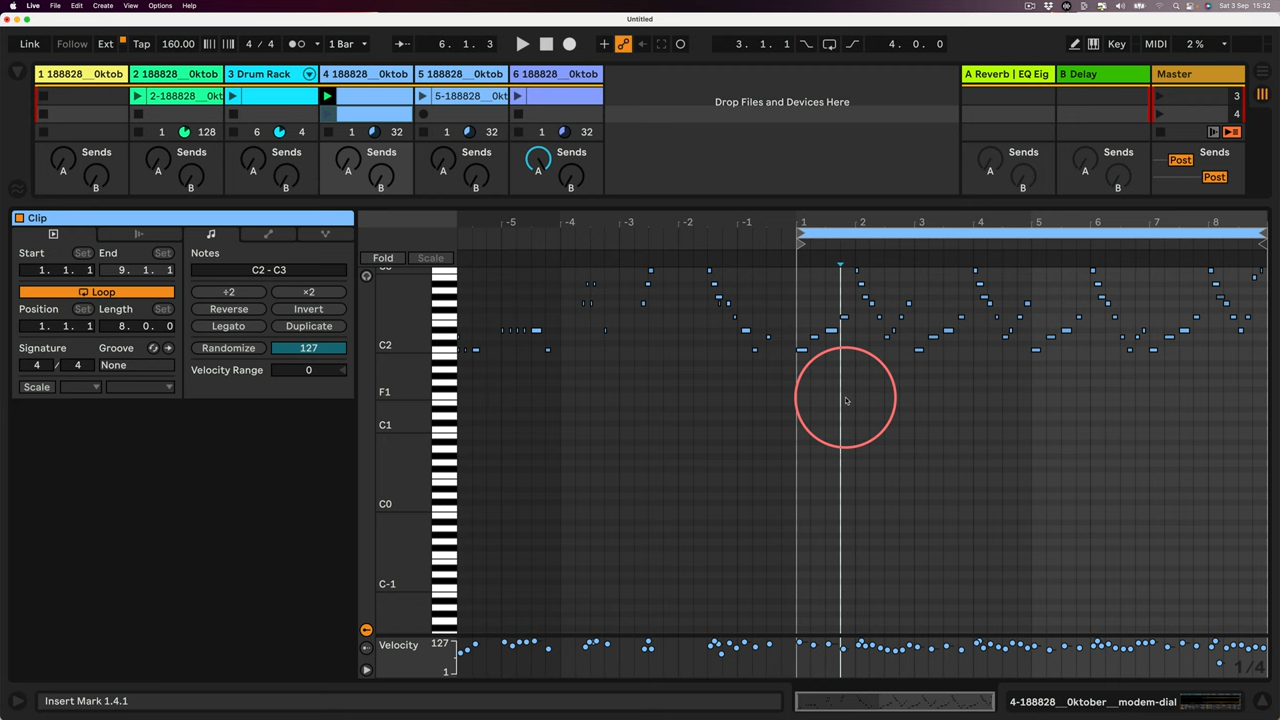 Live File Edit Create View Options Help Sat 3 Sep 15:32
Untitled
Link Follow Ext Tap 160.00 4 / 4 1 Bar 6. 1. 3 3. 1. 1 4. 0. 0 Key MIDI 2 %
1 188828__0ktob 2 188828__0ktob 3 Drum Rack 4 188828__0ktob 5 188828__0ktob 6 188828__0ktob A Reverb | EQ Eig B Delay Master
2-188828__0kt 5-188828__0kt Drop Files and Devices Here 3
4
1 128 6 4 1 32 1 32 1 32
Sends Sends Sends Sends Sends Sends Sends Sends Sends
Post
A A A A A A A A
Post
B B B B B B B B
Clip
-5 -4 -3 -2 -1 1 2 3 4 5 6 7 8
Start Set End Set Notes
Fold Scale
1. 1. 1 9. 1. 1 C2 - C3
Loop ÷2 ×2
Position Set Length Set Reverse Invert
1. 1. 1 8. 0. 0 Legato Duplicate
Signature Groove Randomize 127
4 / 4 None Velocity Range 0
Scale
C2
F1
C1
C0
C-1
Velocity 127
1
1/4
Insert Mark 1.4.1 4-188828__0ktober__modem-dial